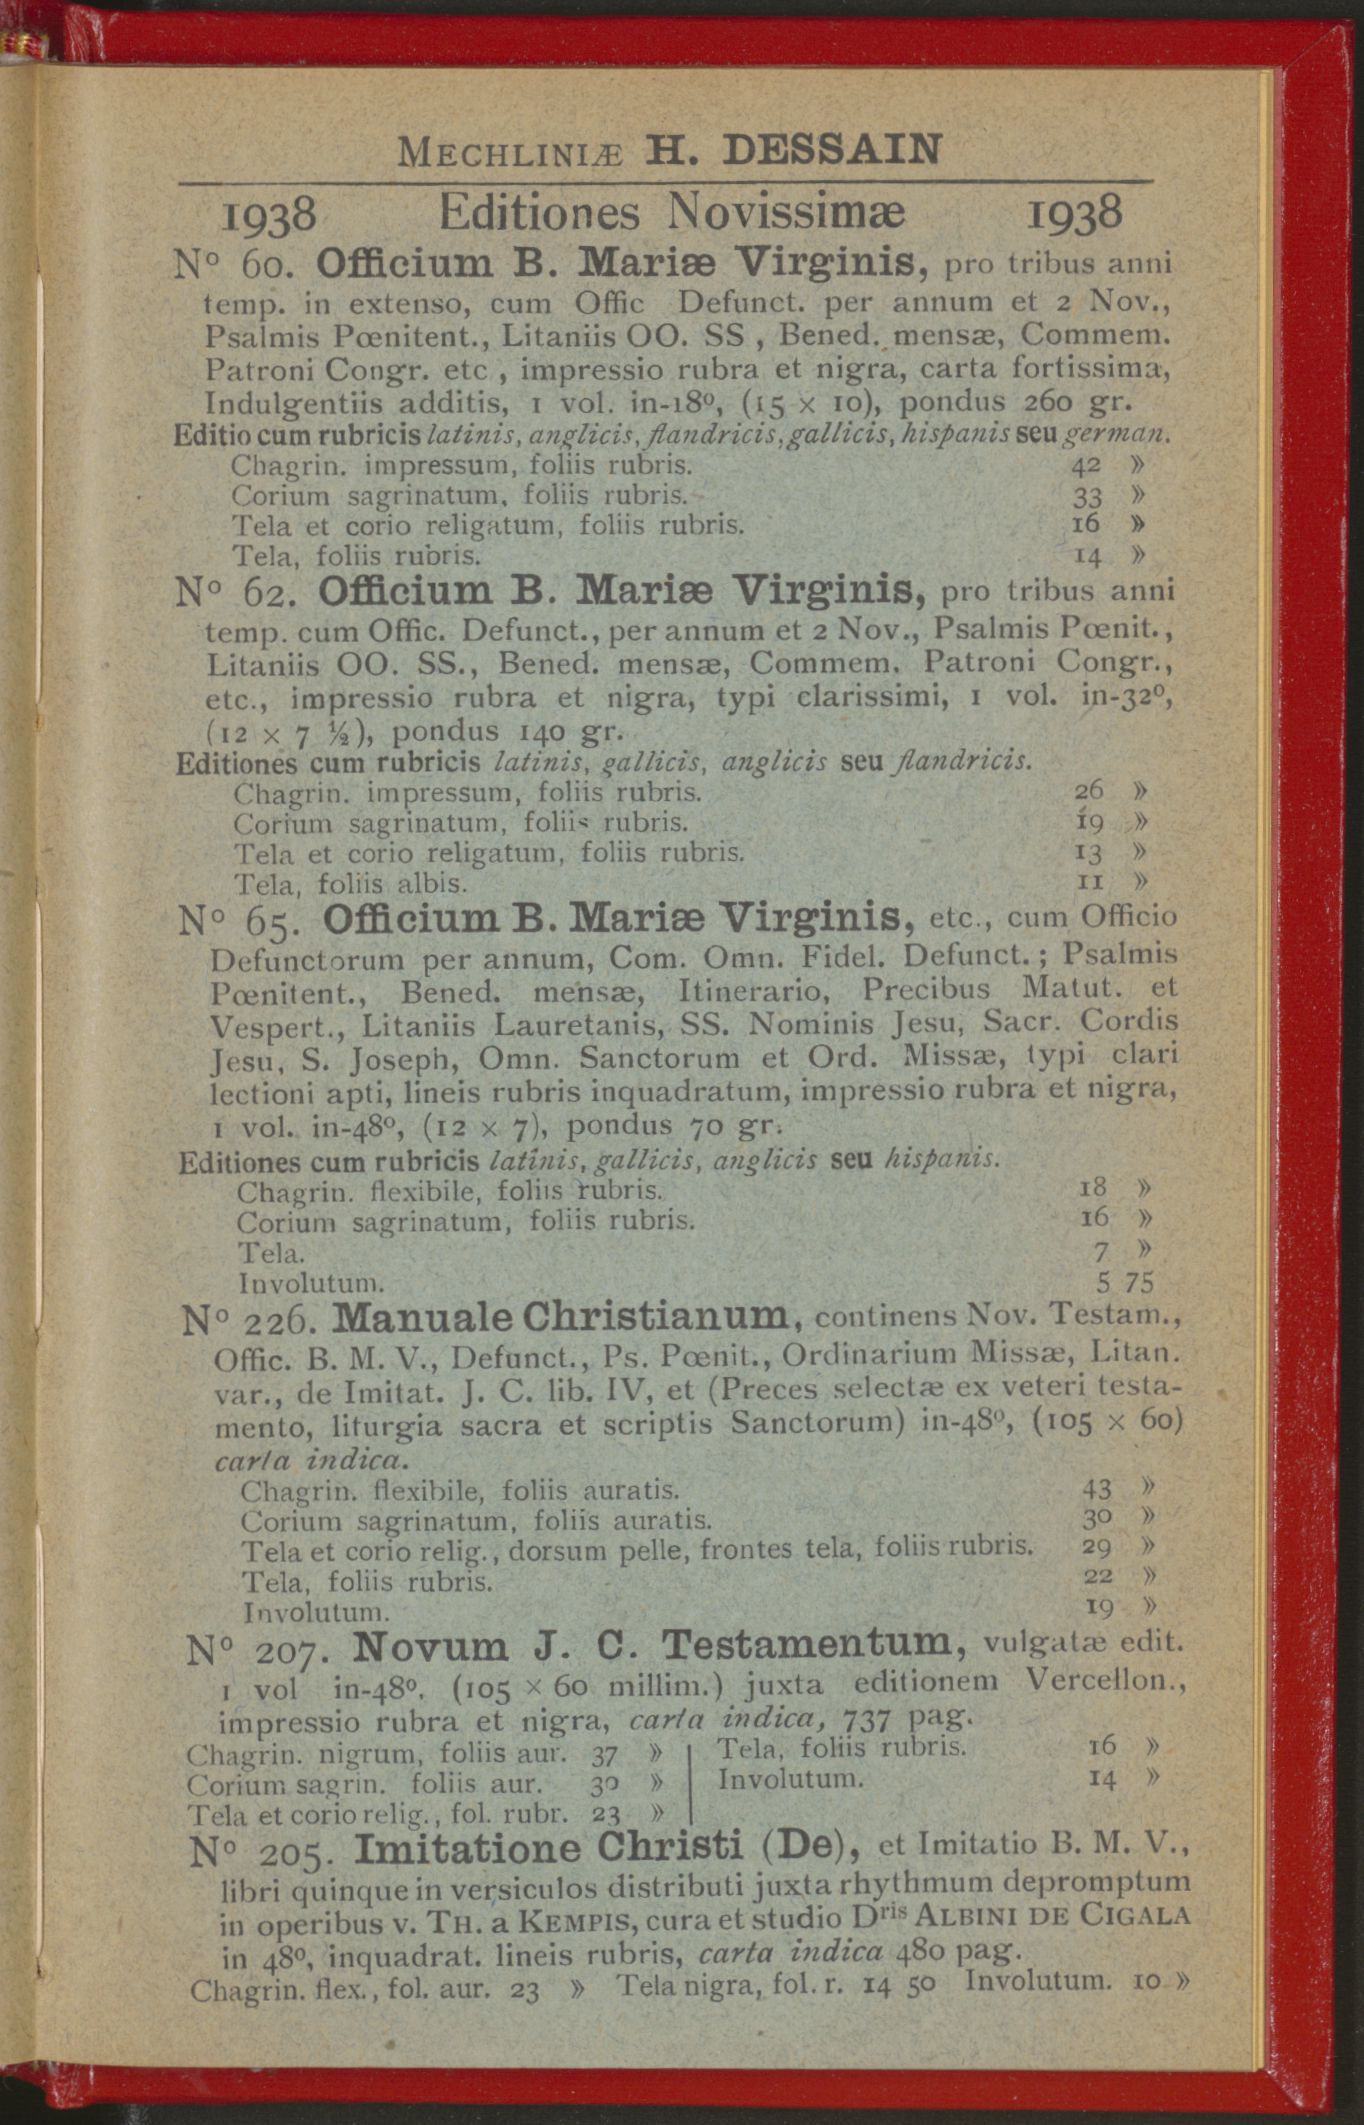 MECHLINIÆ H. DESSAIN
1938 Editiones Novissimæ 1938
Nº 60. Officium B. Mariæ Virginis, pro tribus anni
temp. in extenso, cum Offic Defunct. per annum et 2 Nov.,
Psalmis Pœnitent., Litaniis OO. SS , Bened. mensæ, Commem.
Patroni Congr. etc , impressio rubra et nigra, carta fortissima,
Indulgentiis additis, 1 vol. in-18º, (15 × 10), pondus 260 gr.
Editio cum rubricis latinis, anglicis, flandricis, gallicis, hispanis seu german.
Chagrin. impressum, foliis rubris. 42 »
Corium sagrinatum, foliis rubris. 33 »
Tela et corio religatum, foliis rubris. 16 »
Tela, foliis rubris. 14 »
Nº 62. Officium B. Mariæ Virginis, pro tribus anni
temp. cum Offic. Defunct., per annum et 2 Nov., Psalmis Pœnit.,
Litaniis OO. SS., Bened. mensæ, Commem. Patroni Congr.,
etc., impressio rubra et nigra, typi clarissimi, 1 vol. in-32º,
(12 × 7 ½), pondus 140 gr.
Editiones cum rubricis latinis, gallicis, anglicis seu flandricis.
Chagrin. impressum, foliis rubris. 26 »
Corium sagrinatum, foliis rubris. 19 »
Tela et corio religatum, foliis rubris. 13 »
Tela, foliis albis. 11 »
Nº 65. Officium B. Mariæ Virginis, etc., cum Officio
Defunctorum per annum, Com. Omn. Fidel. Defunct. ; Psalmis
Pœnitent., Bened. mensæ, Itinerario, Precibus Matut. et
Vespert., Litaniis Lauretanis, SS. Nominis Jesu, Sacr. Cordis
Jesu, S. Joseph, Omn. Sanctorum et Ord. Missæ, typi clari
lectioni apti, lineis rubris inquadratum, impressio rubra et nigra,
1 vol. in-48º, (12 × 7), pondus 70 gr.
Editiones cum rubricis latinis, gallicis, anglicis seu hispanis.
Chagrin. flexibile, foliis rubris. 18 »
Corium sagrinatum, foliis rubris. 16 »
Tela. 7 »
Involutum. 5 75
Nº 226. Manuale Christianum, continens Nov. Testam.,
Offic. B. M. V., Defunct., Ps. Pœnit., Ordinarium Missæ, Litan.
var., de Imitat. J. C. lib. IV, et (Preces selectæ ex veteri testa-
mento, liturgia sacra et scriptis Sanctorum) in-48º, (105 × 60)
carta indica.
Chagrin. flexibile, foliis auratis. 43 »
Corium sagrinatum, foliis auratis. 30 »
Tela et corio relig., dorsum pelle, frontes tela, foliis rubris. 29 »
Tela, foliis rubris. 22 »
Involutum. 19 »
Nº 207. Novum J. C. Testamentum, vulgatæ edit.
1 vol in-48º. (105 × 60 millim.) juxta editionem Vercellon.,
impressio rubra et nigra, carta indica, 737 pag.
Chagrin. nigrum, foliis aur. 37 » | Tela, foliis rubris. 16 »
Corium sagrin. foliis aur. 30 » | Involutum. 14 »
Tela et corio relig., fol. rubr. 23 » |
Nº 205. Imitatione Christi (De), et Imitatio B. M. V.,
libri quinque in versiculos distributi juxta rhythmum depromptum
in operibus v. TH. a KEMPIS, cura et studio Dris ALBINI DE CIGALA
in 48º, inquadrat. lineis rubris, carta indica 480 pag.
Chagrin. flex., fol. aur. 23 » Tela nigra, fol. r. 14 50 Involutum. 10 »